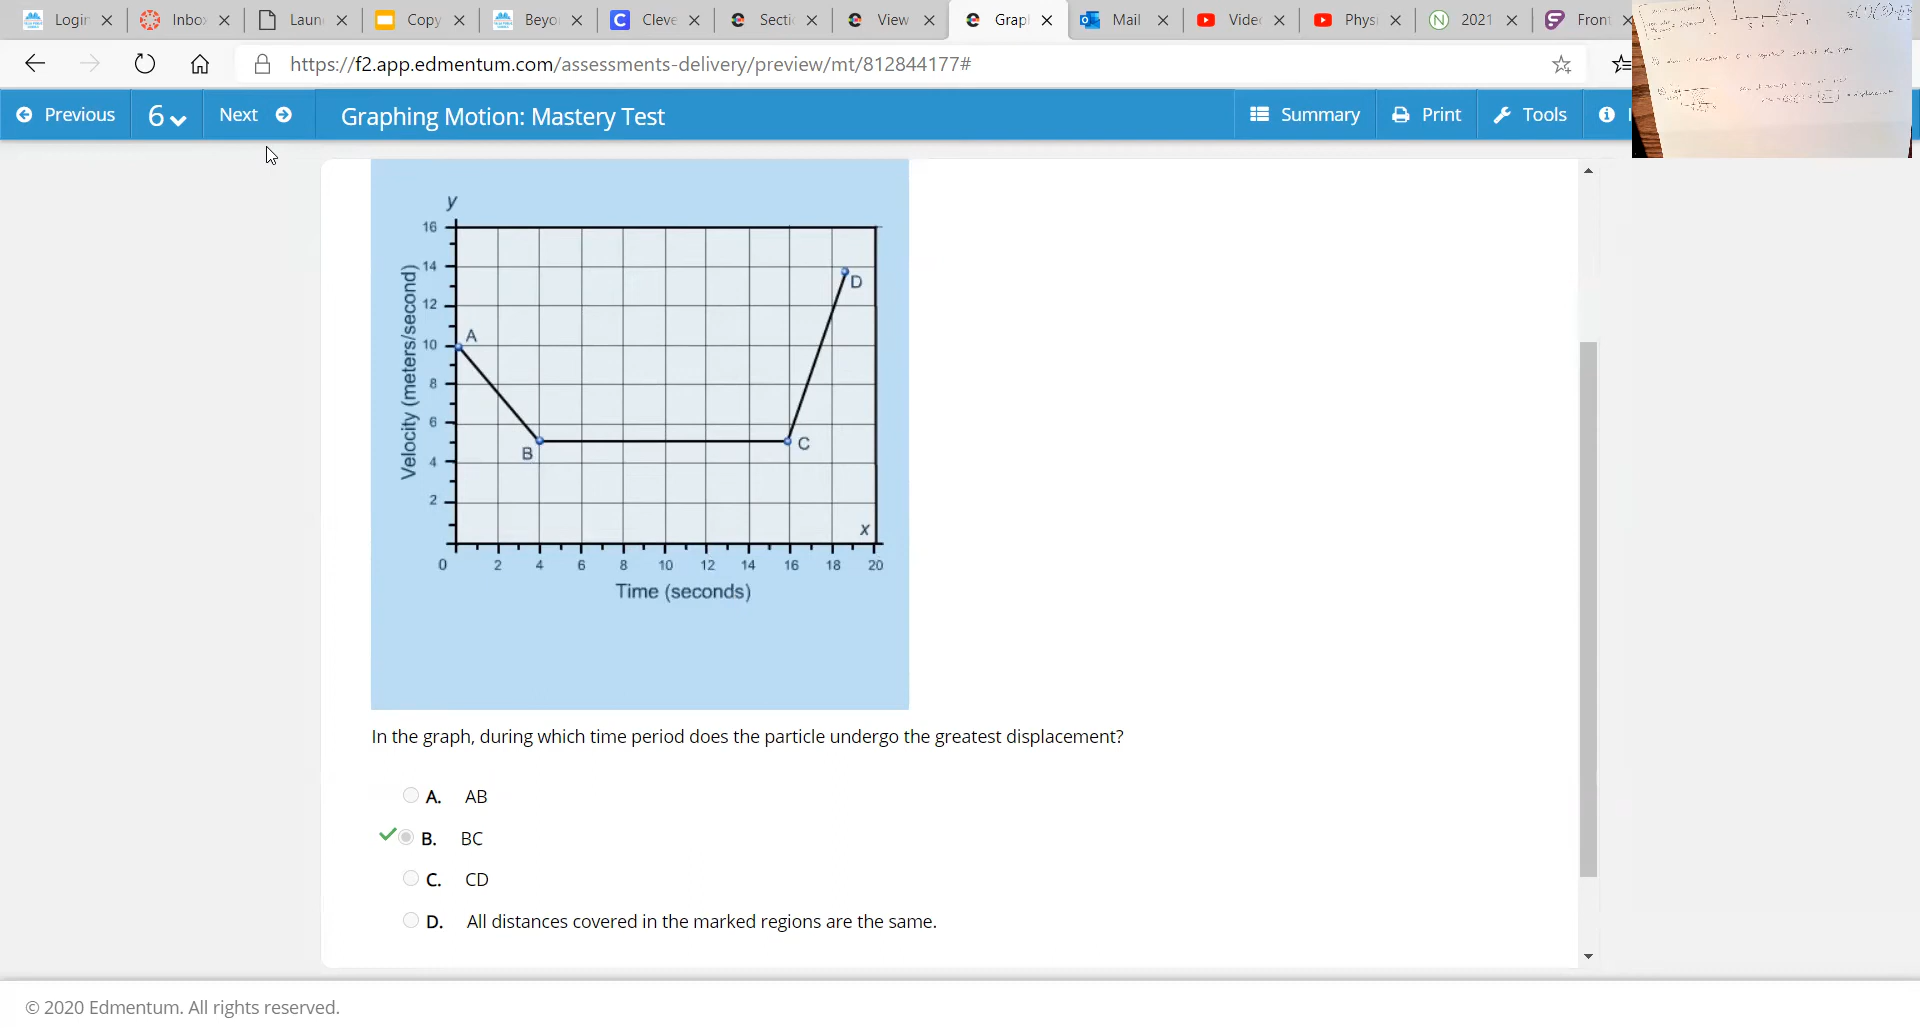 Login
Inbo
Laun
Copy
Beyo
Cleve
Secti
View
Grap
Mail
Vide
Phys
2021
Front
https://f2.app.edmentum.com/assessments-delivery/preview/mt/812844177#
Previous
6
Next
Graphing Motion: Mastery Test
Summary
Print
Tools
y
16
14
12
10
8
6
4
2
Velocity (meters/second)
A
B
C
D
x
0 2 4 6 8 10 12 14 16 18 20
Time (seconds)
In the graph, during which time period does the particle undergo the greatest displacement?
A. AB
B. BC
C. CD
D. All distances covered in the marked regions are the same.
© 2020 Edmentum. All rights reserved.